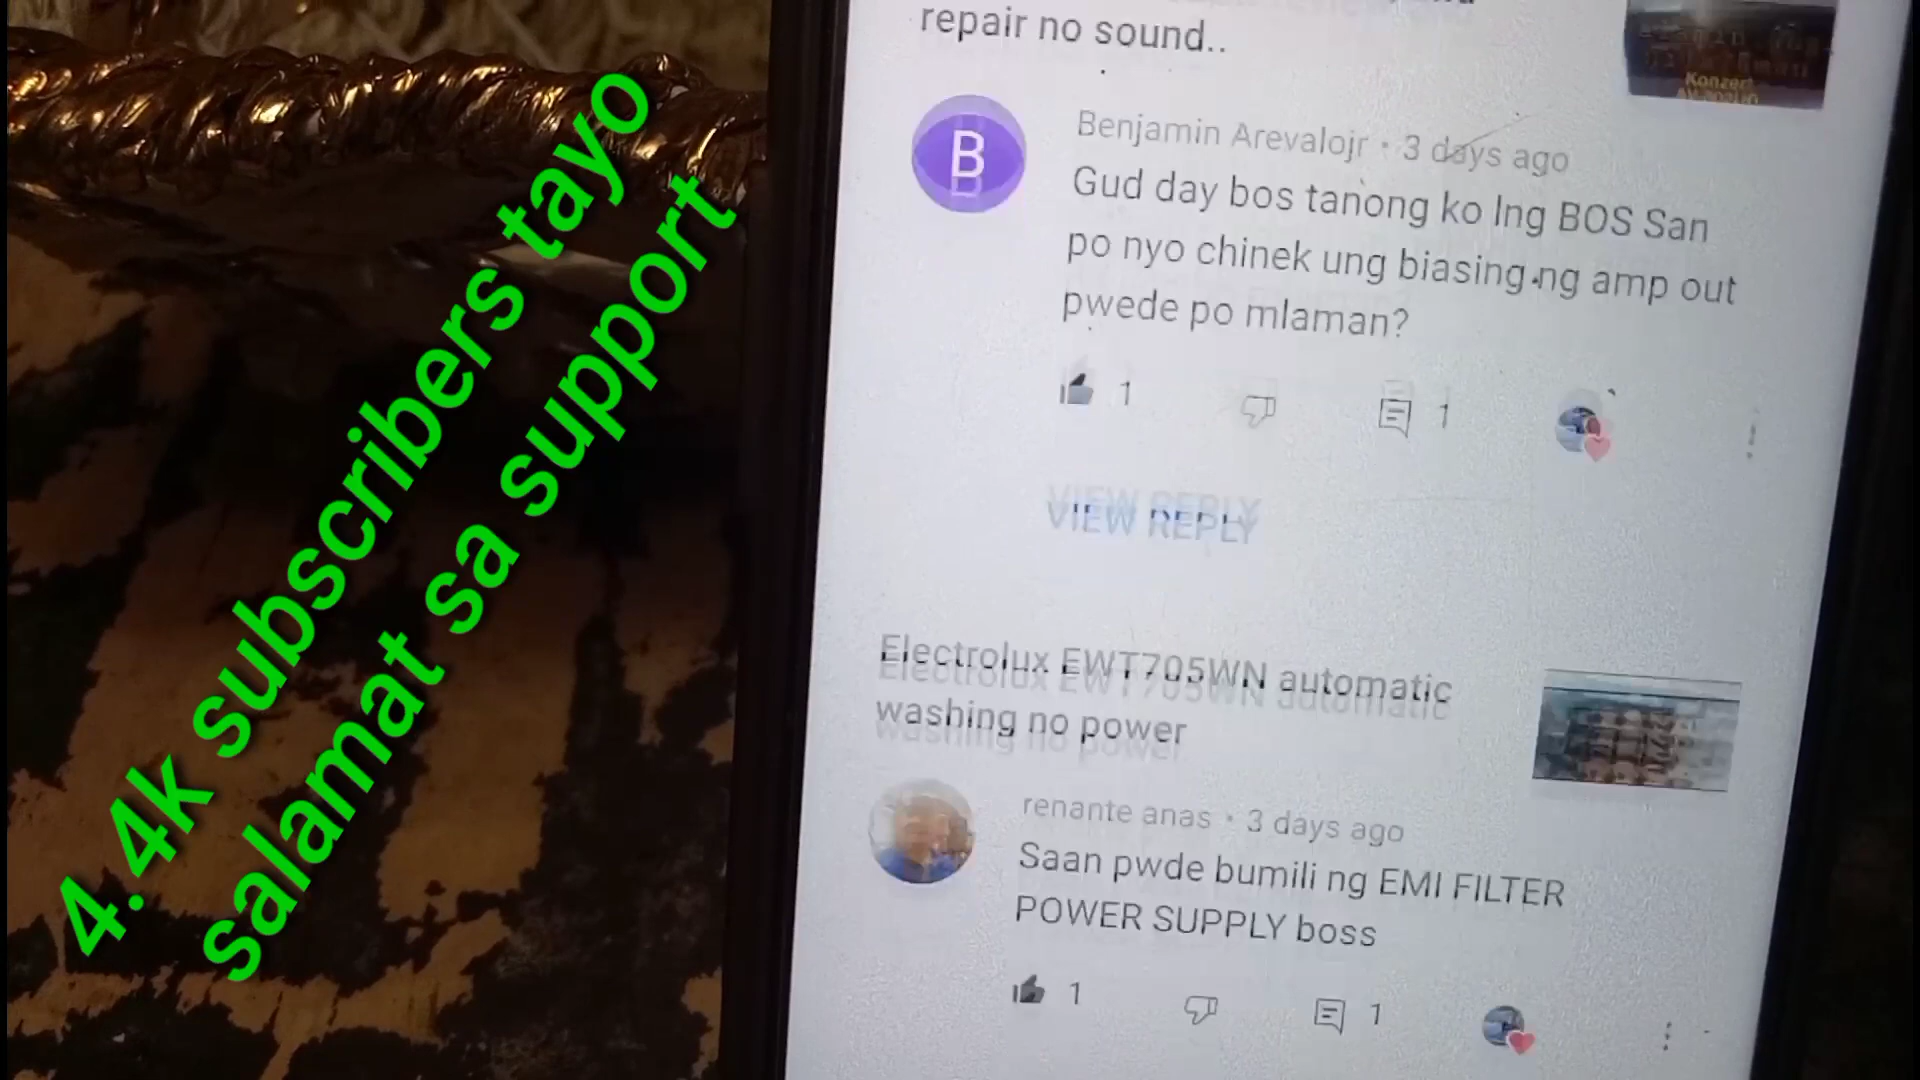 4.4k subscribers tayo
salamat sa support
repair no sound..
Konzert
B
Benjamin Arevalojr · 3 days ago
Gud day bos tanong ko lng BOS San
po nyo chinek ung biasing ng amp out
pwede po mlaman?
1
1
VIEW REPLY
Electrolux EWT705WN automatic
washing no power
renante anas · 3 days ago
Saan pwde bumili ng EMI FILTER
POWER SUPPLY boss
1
1